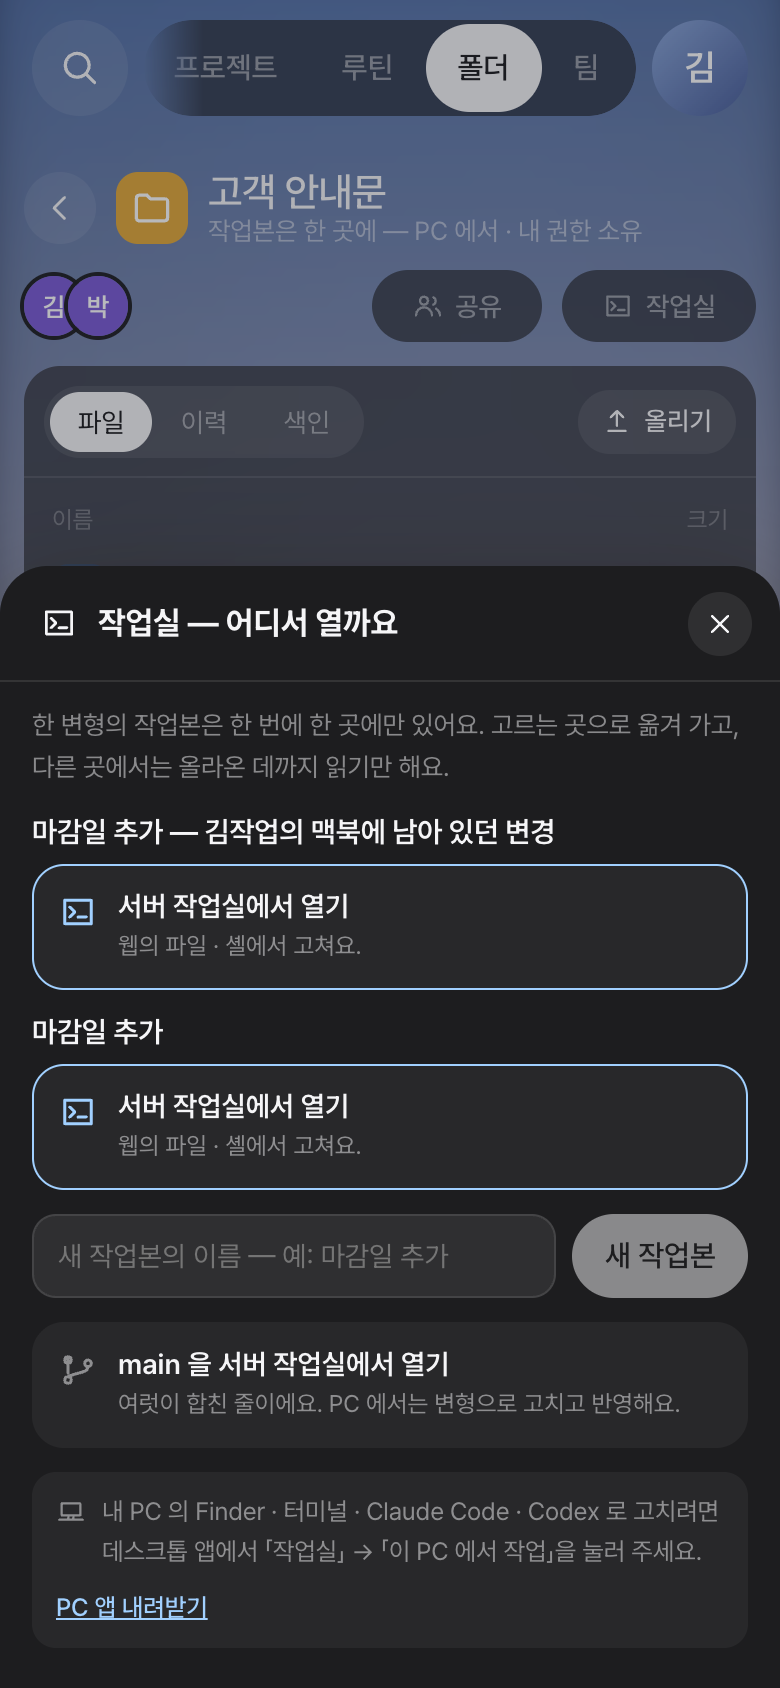 프로젝트 루틴 폴더 팀 김
고객 안내문
작업본은 한 곳에 — PC 에서 · 내 권한 소유
김 박 공유 작업실
파일 이력 색인 올리기
이름 크기
작업실 — 어디서 열까요
한 변형의 작업본은 한 번에 한 곳에만 있어요. 고르는 곳으로 옮겨 가고,
다른 곳에서는 올라온 데까지 읽기만 해요.
마감일 추가 — 김작업의 맥북에 남아 있던 변경
서버 작업실에서 열기
웹의 파일 · 셸에서 고쳐요.
마감일 추가
서버 작업실에서 열기
웹의 파일 · 셸에서 고쳐요.
새 작업본의 이름 — 예: 마감일 추가 새 작업본
main 을 서버 작업실에서 열기
여럿이 합친 줄이에요. PC 에서는 변형으로 고치고 반영해요.
내 PC 의 Finder · 터미널 · Claude Code · Codex 로 고치려면
데스크톱 앱에서 「작업실」 → 「이 PC 에서 작업」을 눌러 주세요.
PC 앱 내려받기